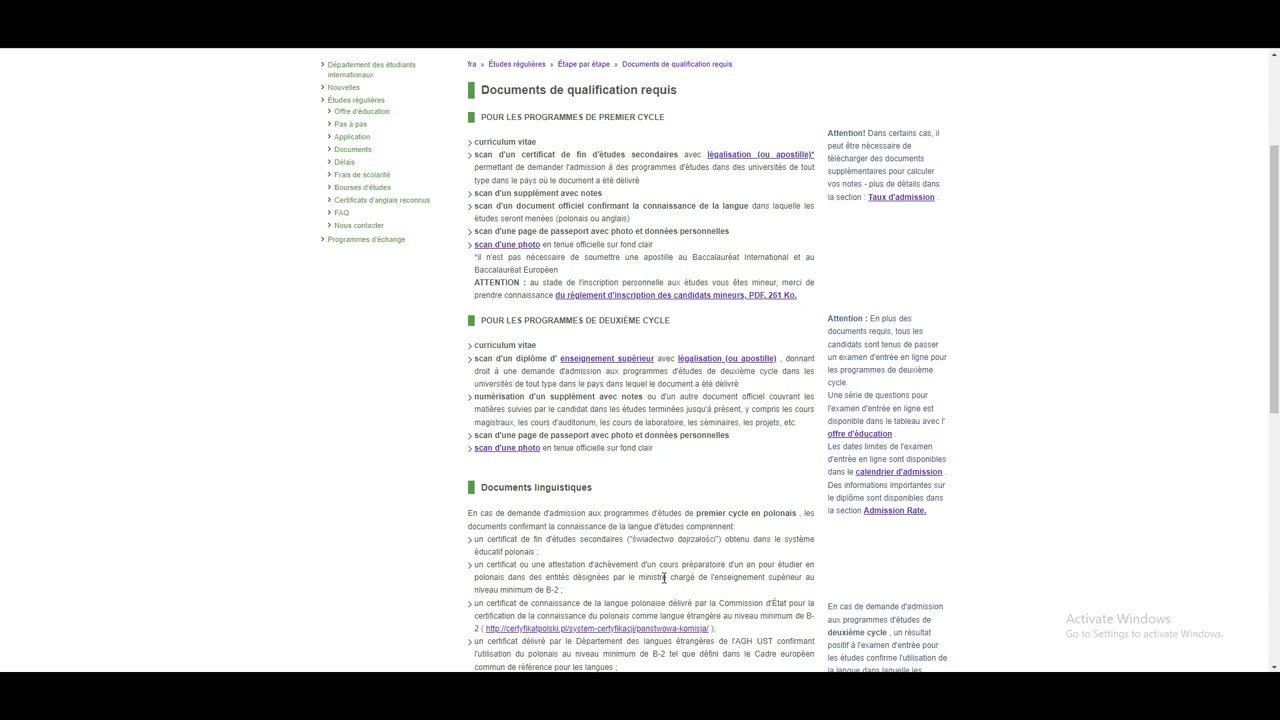 Département des étudiants
internationaux
Nouvelles
Études régulières
Offre d'éducation
Pas à pas
Application
Documents
Délais
Frais de scolarité
Bourses d'études
Certificats d'anglais reconnus
FAQ
Nous contacter
Programmes d'échange
fra » Études régulières » Étape par étape » Documents de qualification requis
Documents de qualification requis
POUR LES PROGRAMMES DE PREMIER CYCLE
curriculum vitae
scan d'un certificat de fin d'études secondaires avec légalisation (ou apostille)*
permettant de demander l'admission à des programmes d'études dans des universités de tout
type dans le pays où le document a été délivré
scan d'un supplément avec notes
scan d'un document officiel confirmant la connaissance de la langue dans laquelle les
études seront menées (polonais ou anglais)
scan d'une page de passeport avec photo et données personnelles
scan d'une photo en tenue officielle sur fond clair
*il n'est pas nécessaire de soumettre une apostille au Baccalauréat International et au
Baccalauréat Européen
ATTENTION : au stade de l'inscription personnelle aux études vous êtes mineur, merci de
prendre connaissance du règlement d'inscription des candidats mineurs, PDF, 261 Ko.
Attention! Dans certains cas, il
peut être nécessaire de
télécharger des documents
supplémentaires pour calculer
vos notes - plus de détails dans
la section : Taux d'admission .
POUR LES PROGRAMMES DE DEUXIÈME CYCLE
curriculum vitae
scan d'un diplôme d' enseignement supérieur avec légalisation (ou apostille) , donnant
droit à une demande d'admission aux programmes d'études de deuxième cycle dans les
universités de tout type dans le pays dans lequel le document a été délivré
numérisation d'un supplément avec notes ou d'un autre document officiel couvrant les
matières suivies par le candidat dans les études terminées jusqu'à présent, y compris les cours
magistraux, les cours d'auditorium, les cours de laboratoire, les séminaires, les projets, etc.
scan d'une page de passeport avec photo et données personnelles
scan d'une photo en tenue officielle sur fond clair
Attention : En plus des
documents requis, tous les
candidats sont tenus de passer
un examen d'entrée en ligne pour
les programmes de deuxième
cycle.
Une série de questions pour
l'examen d'entrée en ligne est
disponible dans le tableau avec l'
offre d'éducation
Les dates limites de l'examen
d'entrée en ligne sont disponibles
dans le calendrier d'admission .
Des informations importantes sur
le diplôme sont disponibles dans
la section Admission Rate.
Documents linguistiques
En cas de demande d'admission aux programmes d'études de premier cycle en polonais , les
documents confirmant la connaissance de la langue d'études comprennent:
un certificat de fin d'études secondaires ("świadectwo dojrzałości") obtenu dans le système
éducatif polonais ;
un certificat ou une attestation d'achèvement d'un cours préparatoire d'un an pour étudier en
polonais dans des entités désignées par le ministre chargé de l'enseignement supérieur au
niveau minimum de B-2 ;
un certificat de connaissance de la langue polonaise délivré par la Commission d'État pour la
certification de la connaissance du polonais comme langue étrangère au niveau minimum de B-
2 ( http://certyfikatpolski.pl/system-certyfikacji/panstwowa-komisja/ );
un certificat délivré par le Département des langues étrangères de l'AGH UST confirmant
l'utilisation du polonais au niveau minimum de B-2 tel que défini dans le Cadre européen
commun de référence pour les langues ;
En cas de demande d'admission
aux programmes d'études de
deuxième cycle , un résultat
positif à l'examen d'entrée pour
les études confirme l'utilisation de
la langue dans laquelle les
Activate Windows
Go to Settings to activate Windows.